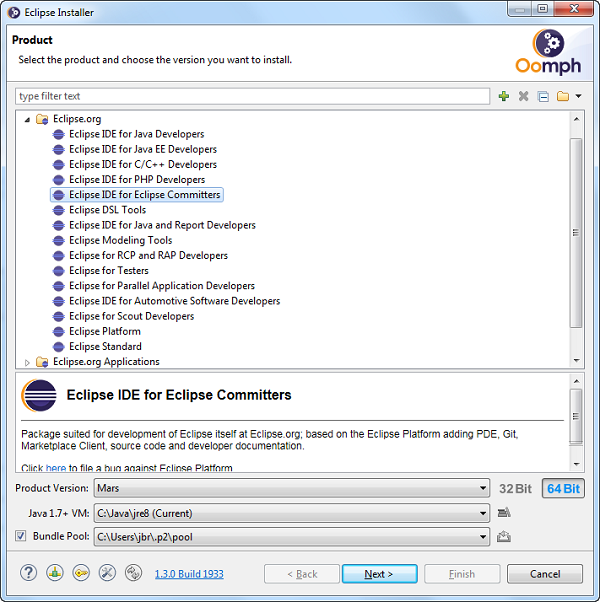 Eclipse Installer
Product
Select the product and choose the version you want to install.
Oomph
type filter text
Eclipse.org
Eclipse IDE for Java Developers
Eclipse IDE for Java EE Developers
Eclipse IDE for C/C++ Developers
Eclipse IDE for PHP Developers
Eclipse IDE for Eclipse Committers
Eclipse DSL Tools
Eclipse IDE for Java and Report Developers
Eclipse Modeling Tools
Eclipse for RCP and RAP Developers
Eclipse for Testers
Eclipse for Parallel Application Developers
Eclipse IDE for Automotive Software Developers
Eclipse for Scout Developers
Eclipse Platform
Eclipse Standard
Eclipse.org Applications
Eclipse IDE for Eclipse Committers
Package suited for development of Eclipse itself at Eclipse.org; based on the Eclipse Platform adding PDE, Git,
Marketplace Client, source code and developer documentation.
Click here to file a bug against Eclipse Platform
Product Version: Mars 32 Bit 64 Bit
Java 1.7+ VM: C:\Java\jre8 (Current)
Bundle Pool: C:\Users\jbr\.p2\pool
? 1.3.0 Build 1933 < Back Next > Finish Cancel